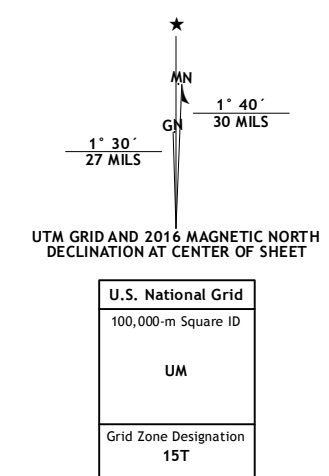 ★
MN
1° 40´
GN
30 MILS
1° 30´
27 MILS
UTM GRID AND 2016 MAGNETIC NORTH
DECLINATION AT CENTER OF SHEET
U.S. National Grid
100,000-m Square ID
UM
Grid Zone Designation
15T